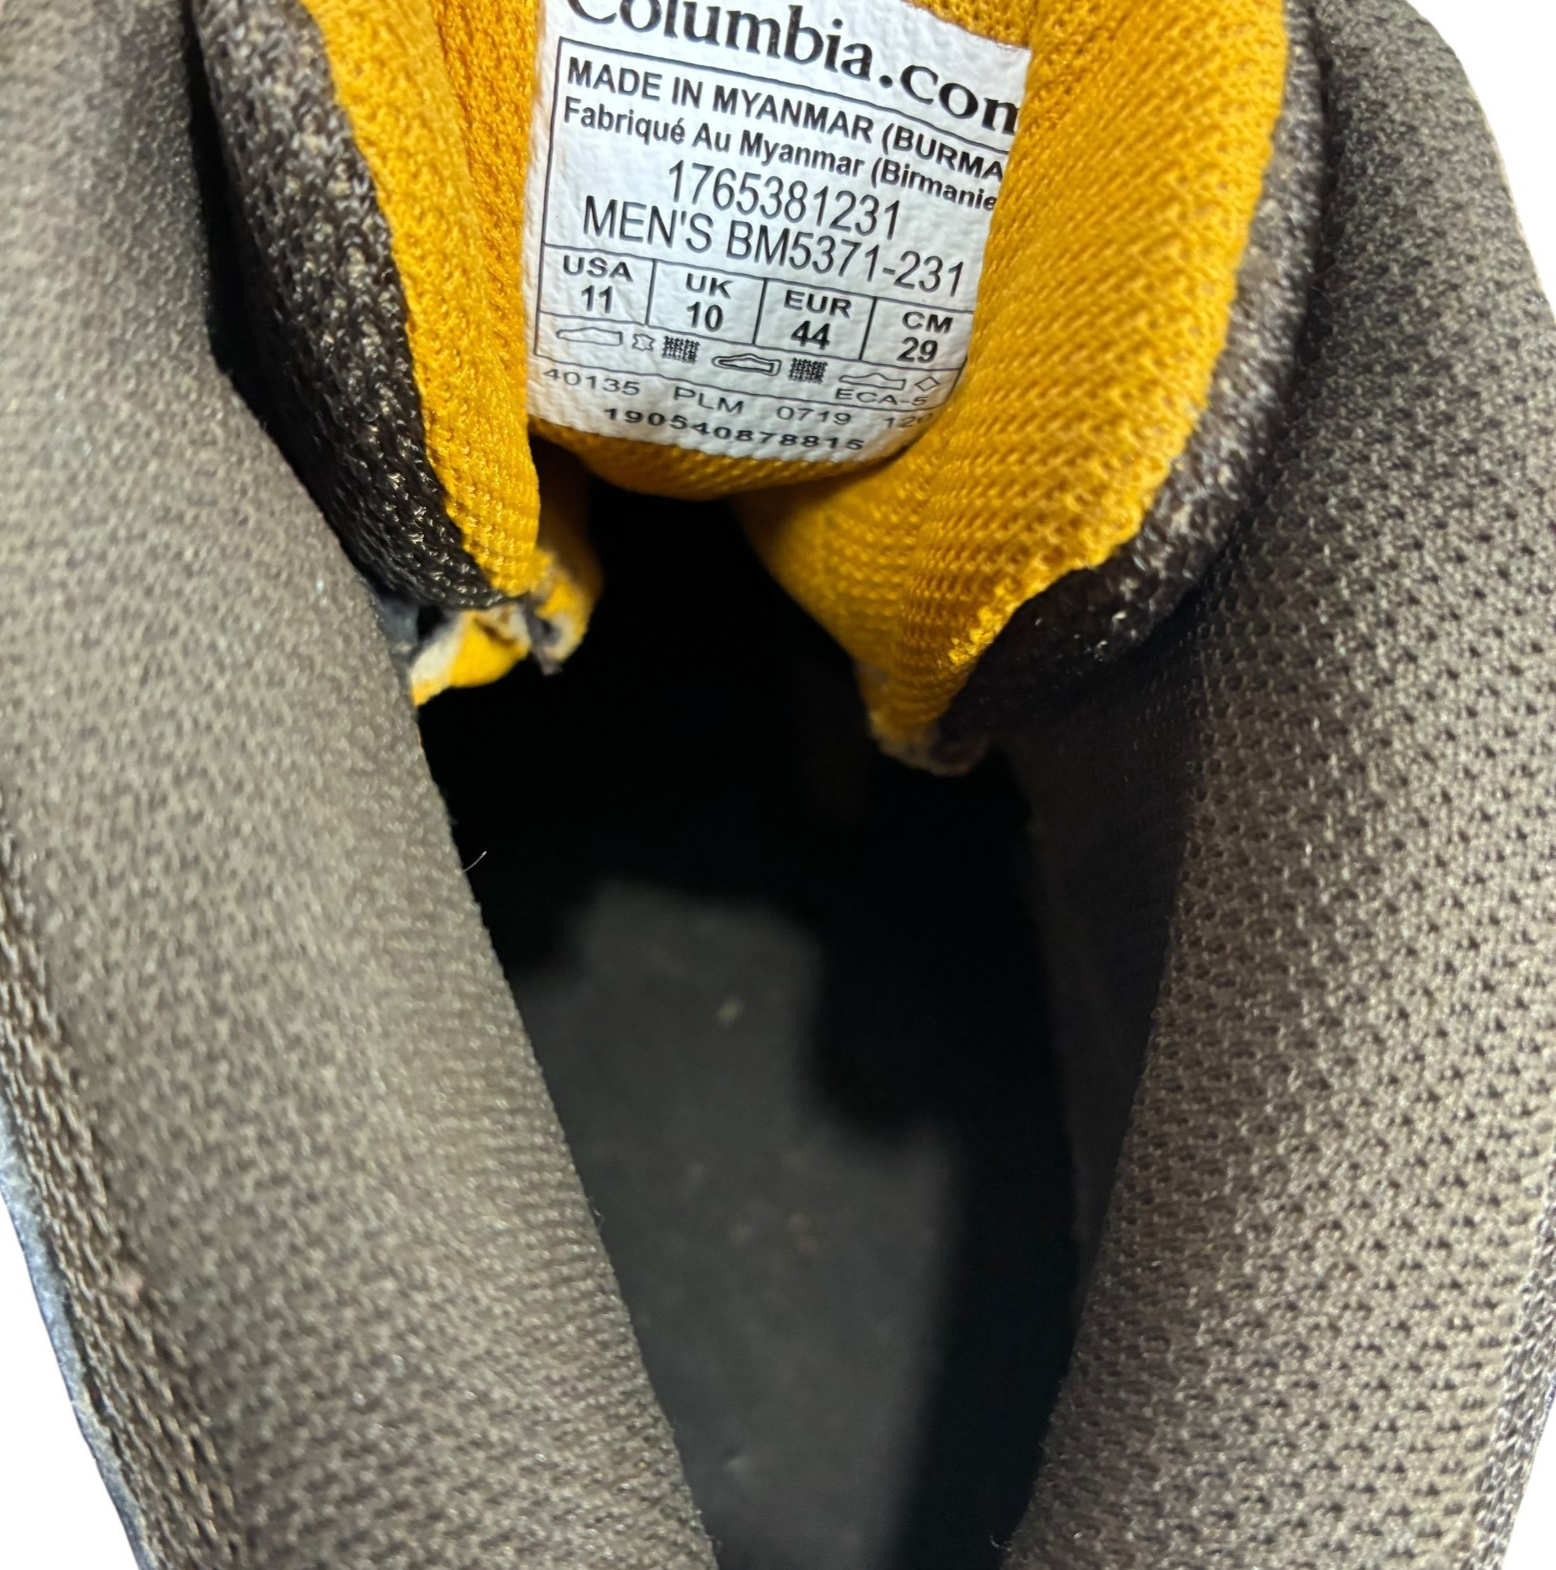 Columbia.com
MADE IN MYANMAR (BURMA
Fabriqué Au Myanmar (Birmanie
1765381231
MEN'S BM5371-231
USA UK EUR CM
11 10 44 29
ECA-5
40135 PLM 0719
190540878815